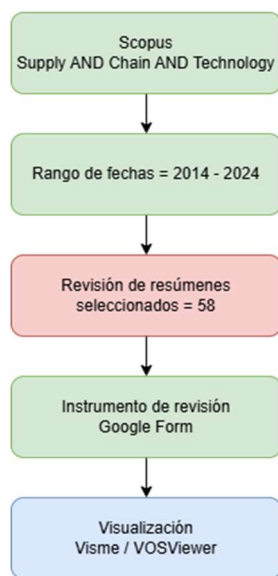 Scopus
Supply AND Chain AND Technology
Rango de fechas = 2014 - 2024
Revisión de resúmenes
seleccionados = 58
Instrumento de revisión
Google Form
Visualización
Visme / VOSViewer